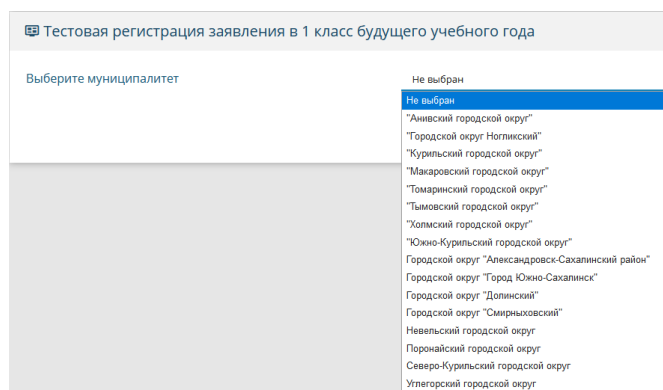 Тестовая регистрация заявления в 1 класс будущего учебного года
Выберите муниципалитет
Не выбран
Не выбран
"Анивский городской округ"
"Городской округ Ногликский"
"Курильский городской округ"
"Макаровский городской округ"
"Томаринский городской округ"
"Тымовский городской округ"
"Холмский городской округ"
"Южно-Курильский городской округ"
Городской округ "Александровск-Сахалинский район"
Городской округ "Город Южно-Сахалинск"
Городской округ "Долинский"
Городской округ "Смирныховский"
Невельский городской округ
Поронайский городской округ
Северо-Курильский городской округ
Углегорский городской округ